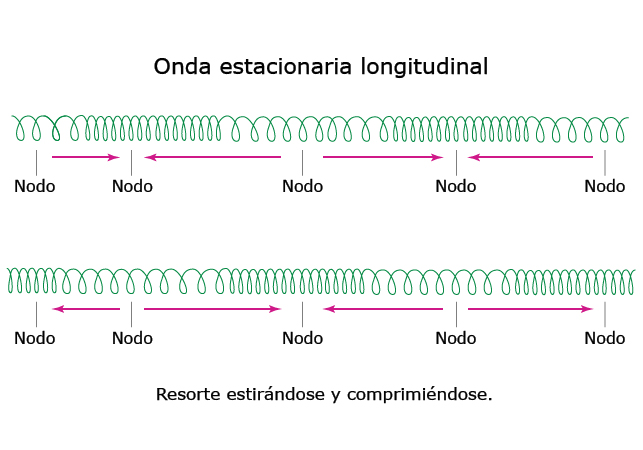 Onda estacionaria longitudinal
Nodo Nodo Nodo Nodo Nodo
Nodo Nodo Nodo Nodo Nodo
Resorte estirándose y comprimiéndose.